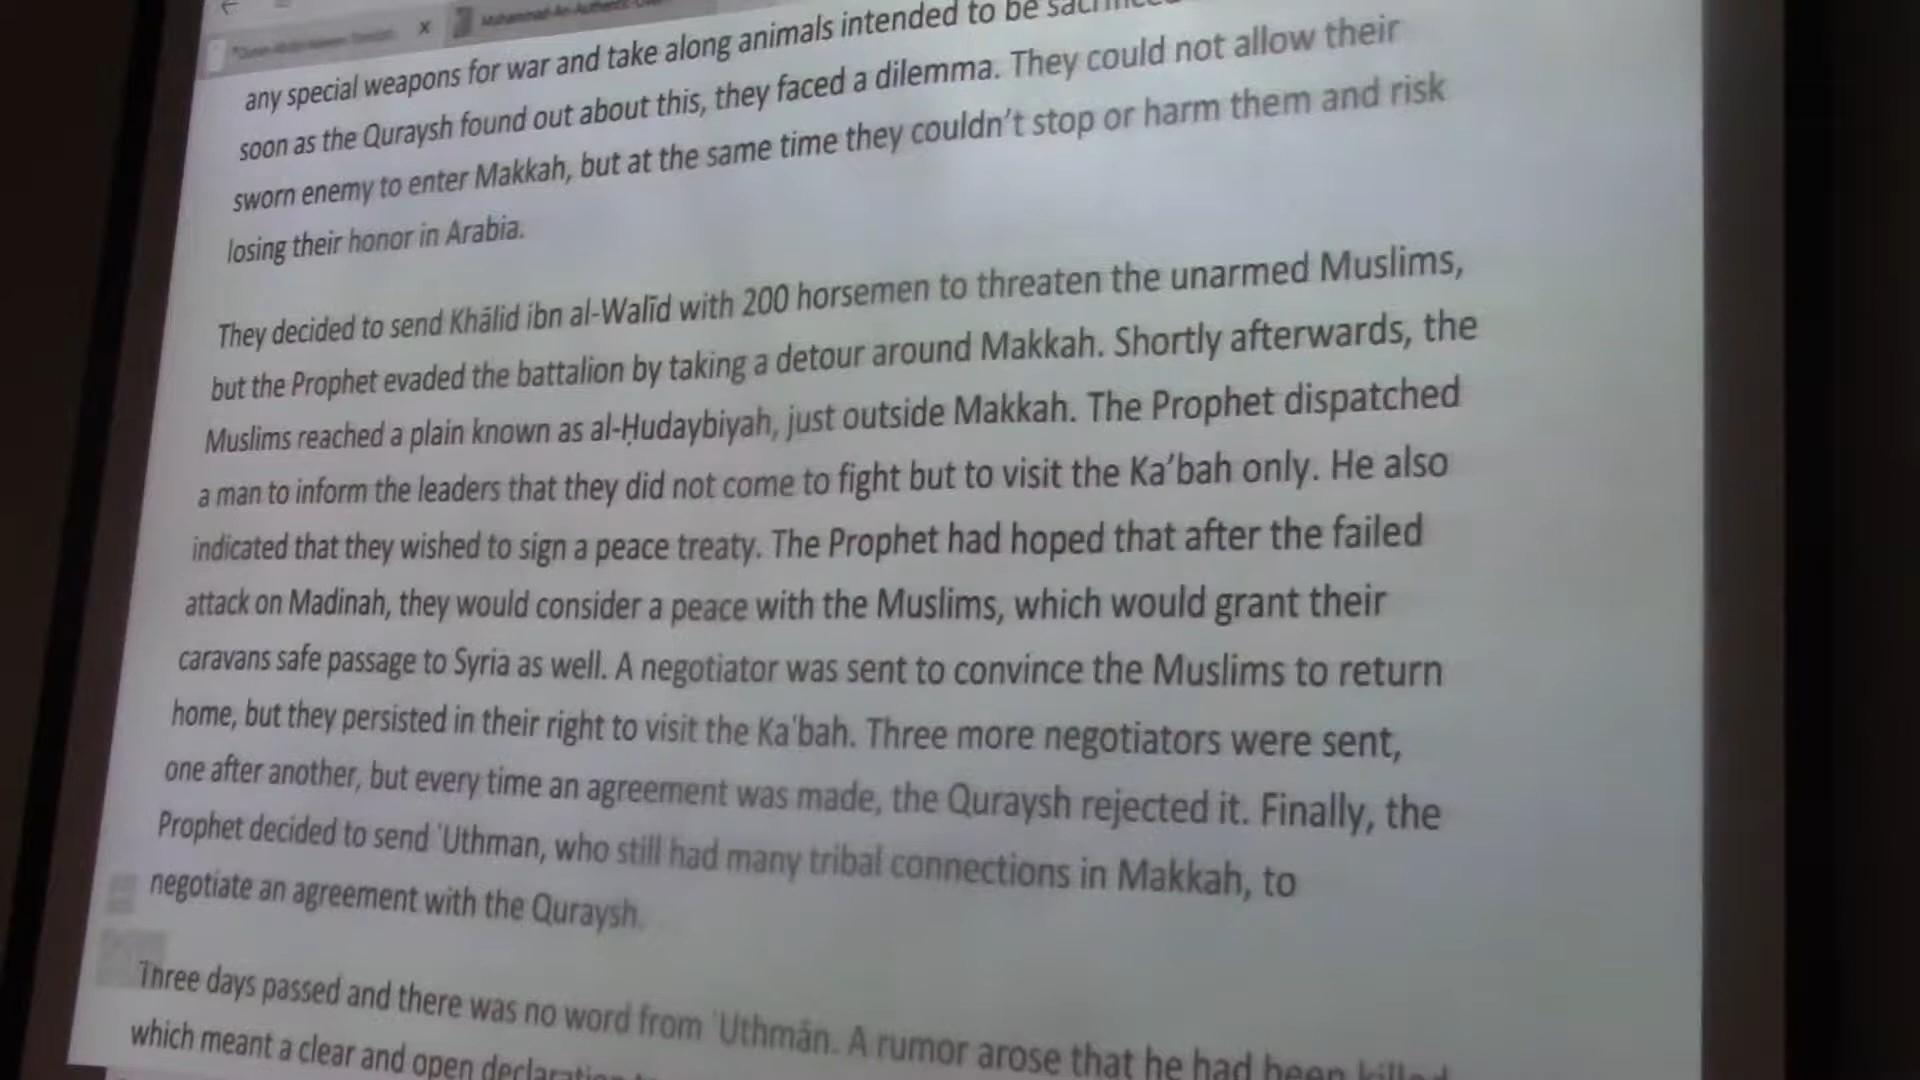 any special weapons for war and take along animals intended to be sacrificed
soon as the Quraysh found out about this, they faced a dilemma. They could not allow their
sworn enemy to enter Makkah, but at the same time they couldn't stop or harm them and risk
losing their honor in Arabia.
They decided to send Khālid ibn al-Walīd with 200 horsemen to threaten the unarmed Muslims,
but the Prophet evaded the battalion by taking a detour around Makkah. Shortly afterwards, the
Muslims reached a plain known as al-Ḥudaybiyah, just outside Makkah. The Prophet dispatched
a man to inform the leaders that they did not come to fight but to visit the Ka'bah only. He also
indicated that they wished to sign a peace treaty. The Prophet had hoped that after the failed
attack on Madinah, they would consider a peace with the Muslims, which would grant their
caravans safe passage to Syria as well. A negotiator was sent to convince the Muslims to return
home, but they persisted in their right to visit the Ka'bah. Three more negotiators were sent,
one after another, but every time an agreement was made, the Quraysh rejected it. Finally, the
Prophet decided to send 'Uthman, who still had many tribal connections in Makkah, to
negotiate an agreement with the Quraysh.
Three days passed and there was no word from 'Uthmān. A rumor arose that he had been killed
which meant a clear and open declaration